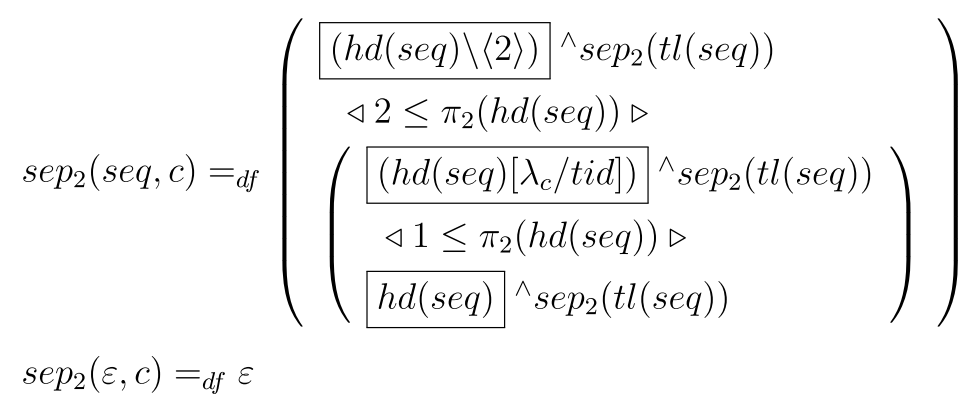 (hd(seq)\⟨2⟩) ^sep₂(tl(seq))
◁ 2 ≤ π₂(hd(seq)) ▷
sep₂(seq, c) =df (hd(seq)[λc/tid]) ^sep₂(tl(seq))
◁ 1 ≤ π₂(hd(seq)) ▷
hd(seq) ^sep₂(tl(seq))
sep₂(ε, c) =df ε